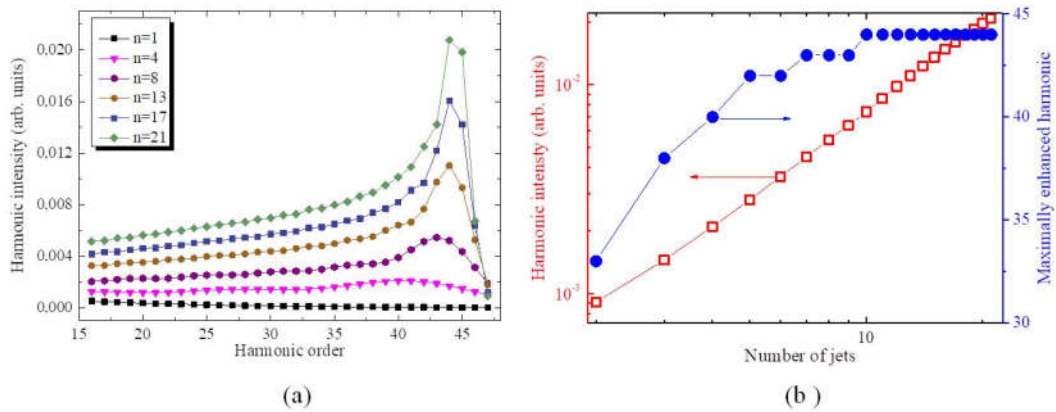 0.020
0.016
0.012
0.008
0.004
0.000
Harmonic intensity (arb. units)
n=1
n=4
n=8
n=13
n=17
n=21
15 20 25 30 35 40 45
Harmonic order
(a)
10⁻²
10⁻³
Harmonic intensty (arb. units)
10
Number of jets
45
40
35
30
Maximally enhanced harmonic
(b )